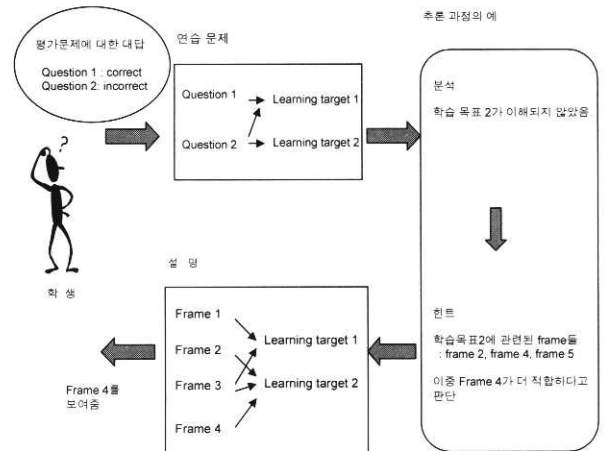 추론 과정의 예
평가문제에 대한 대답
Question 1 : correct
Question 2: incorrect
연습 문제
Question 1
Learning target 1
Question 2
Learning target 2
분석
학습 목표 2가 이해되지 않았음
?
학 생
설 명
Frame 1
Frame 2
Frame 3
Frame 4
Learning target 1
Learning target 2
힌트
학습목표2에 관련된 frame들
: frame 2, frame 4, frame 5
이중 Frame 4가 더 적합하다고
판단
Frame 4를
보여줌